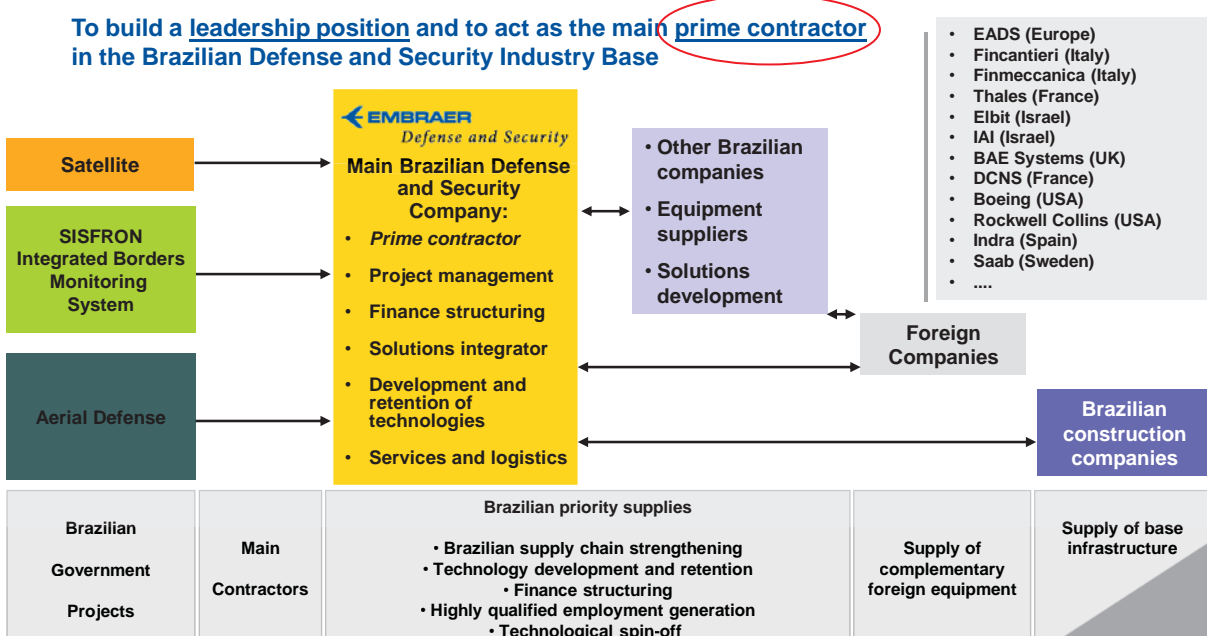 To build a leadership position and to act as the main prime contractor
in the Brazilian Defense and Security Industry Base
• EADS (Europe)
• Fincantieri (Italy)
• Finmeccanica (Italy)
• Thales (France)
• Elbit (Israel)
• IAI (Israel)
• BAE Systems (UK)
• DCNS (France)
• Boeing (USA)
• Rockwell Collins (USA)
• Indra (Spain)
• Saab (Sweden)
• ....
Satellite
SISFRON
Integrated Borders
Monitoring
System
Aerial Defense
EMBRAER
Defense and Security
Main Brazilian Defense
and Security
Company:
• Prime contractor
• Project management
• Finance structuring
• Solutions integrator
• Development and
retention of
technologies
• Services and logistics
• Other Brazilian
companies
• Equipment
suppliers
• Solutions
development
Foreign
Companies
Brazilian
construction
companies
Brazilian
Government
Projects
Main
Contractors
Brazilian priority supplies
• Brazilian supply chain strengthening
• Technology development and retention
• Finance structuring
• Highly qualified employment generation
• Technological spin-off
Supply of
complementary
foreign equipment
Supply of base
infrastructure